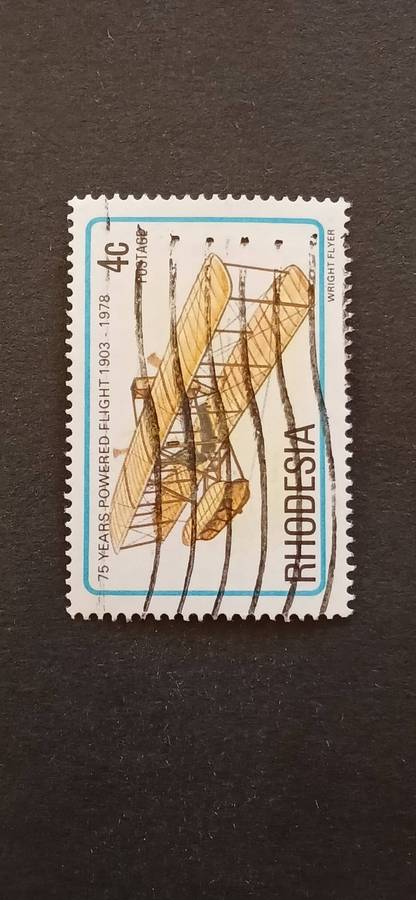 75 YEARS POWERED FLIGHT 1903 - 1978
4c
POSTAGE
RHODESIA
WRIGHT FLYER